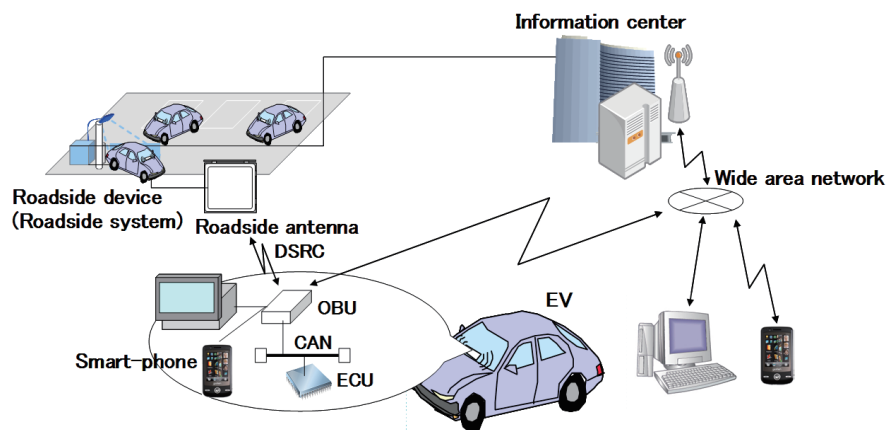 Information center
Roadside device
(Roadside system)
Wide area network
Roadside antenna
DSRC
OBU
EV
CAN
Smart-phone
ECU